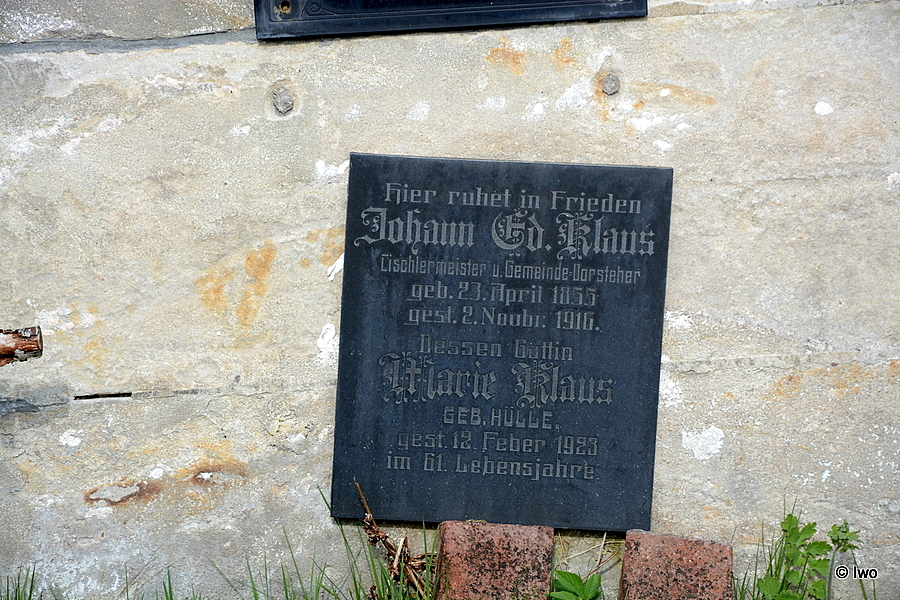 Hier ruhet in Frieden
Johann Ed. Klaus
Tischlermeister u. Gemeinde-Vorsteher
geb. 23. April 1855
gest. 2. Novbr. 1916.
Dessen Gattin
Marie Klaus
GEB. HÜLLE,
gest. 12. Feber 1923
im 61. Lebensjahre
© Iwo